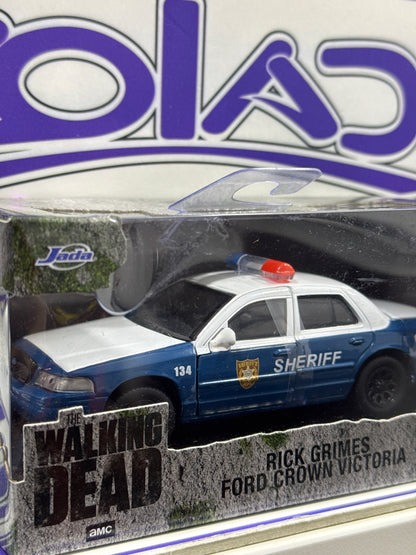 Jada
134
SHERIFF
THE
WALKING
DEAD
amc
RICK GRIMES
FORD CROWN VICTORIA